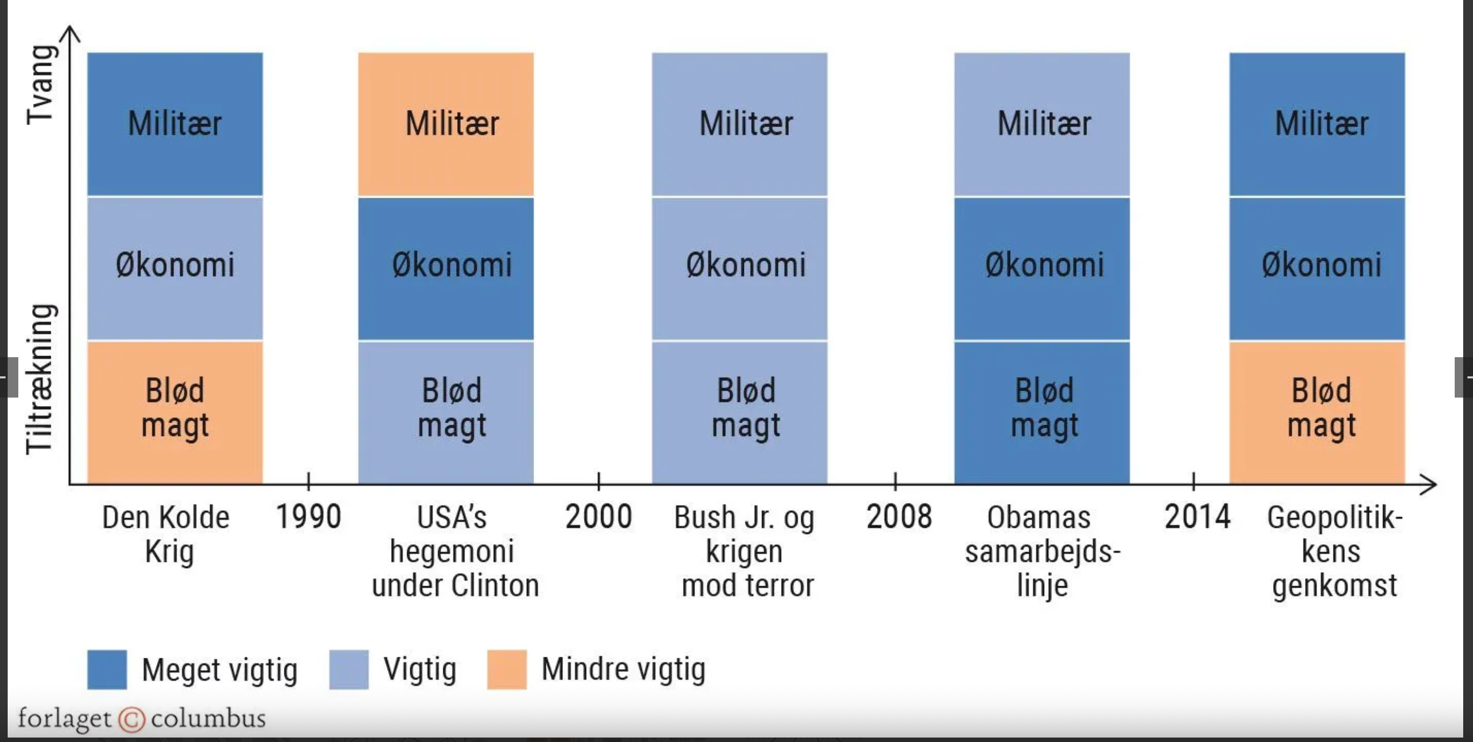 Tvang
Tiltrækning
Militær
Økonomi
Blød
magt
Militær
Økonomi
Blød
magt
Militær
Økonomi
Blød
magt
Militær
Økonomi
Blød
magt
Militær
Økonomi
Blød
magt
Den Kolde
Krig
1990
USA’s
hegemoni
under Clinton
2000
Bush Jr. og
krigen
mod terror
2008
Obamas
samarbejds-
linje
2014
Geopolitik-
kens
genkomst
Meget vigtig
Vigtig
Mindre vigtig
forlaget © columbus